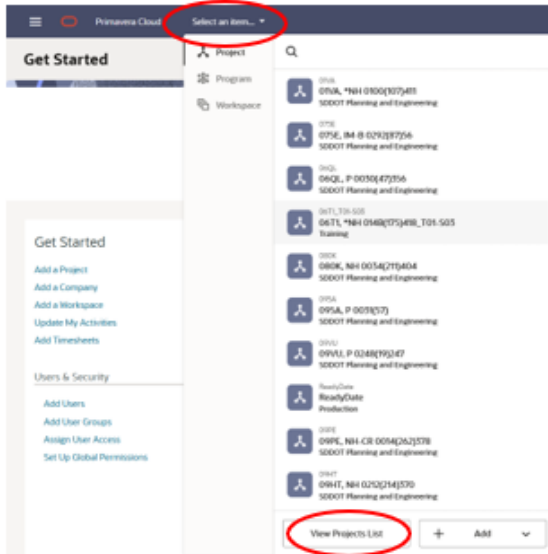 Primavera Cloud
Select an item...
Get Started
Project
Program
Workspace
01VA
01VA, *NH 0100(107)411
SDDOT Planning and Engineering
075E
075E, IM-B 0292(87)56
SDDOT Planning and Engineering
06QL
06QL, P 0030(47)356
SDDOT Planning and Engineering
06T1_T01-S03
06T1, *NH 014B(175)418_T01-S03
Training
080K
080K, NH 0034(211)404
SDDOT Planning and Engineering
095A
095A, P 0031(57)
SDDOT Planning and Engineering
09VU
09VU, P 0248(19)247
SDDOT Planning and Engineering
ReadyDate
ReadyDate
Production
09PE
09PE, NH-CR 0014(262)378
SDDOT Planning and Engineering
09HT
09HT, NH 0212(214)370
SDDOT Planning and Engineering
View Projects List
Add
Get Started
Add a Project
Add a Company
Add a Workspace
Update My Activities
Add Timesheets
Users & Security
Add Users
Add User Groups
Assign User Access
Set Up Global Permissions